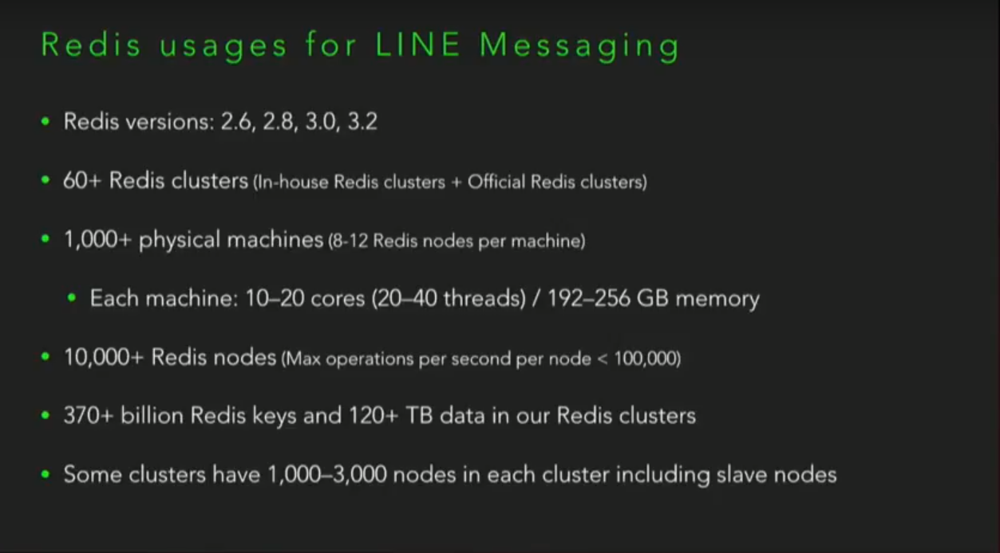 Redis usages for LINE Messaging
• Redis versions: 2.6, 2.8, 3.0, 3.2
• 60+ Redis clusters (In-house Redis clusters + Official Redis clusters)
• 1,000+ physical machines (8-12 Redis nodes per machine)
• Each machine: 10–20 cores (20–40 threads) / 192–256 GB memory
• 10,000+ Redis nodes (Max operations per second per node < 100,000)
• 370+ billion Redis keys and 120+ TB data in our Redis clusters
• Some clusters have 1,000–3,000 nodes in each cluster including slave nodes